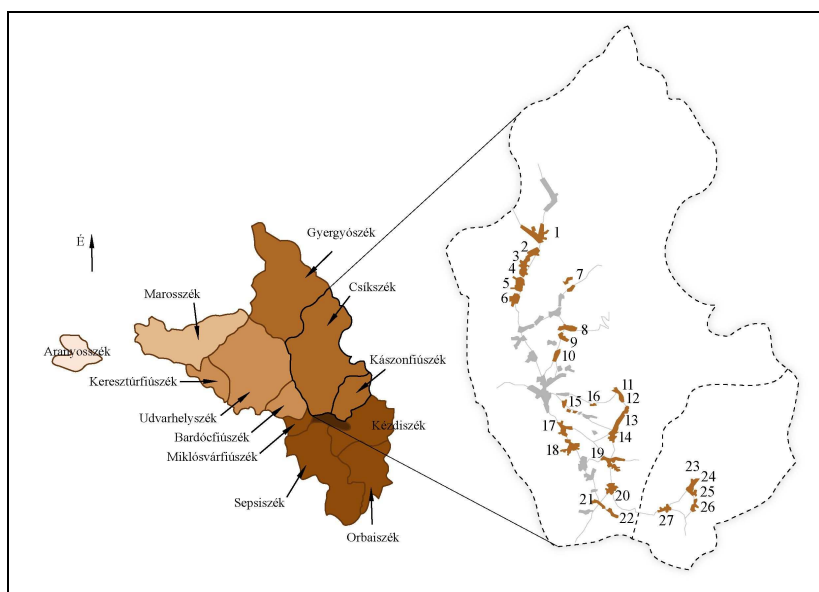 Gyergyószék
É
Csíkszék
Marosszék
Aranyosszék
Kászonfiúszék
Keresztúrfiúszék
Udvarhelyszék
Bardócfiúszék
Kézdiszék
Miklósvárfiúszék
Sepsiszék
Orbaiszék
1
2
3
4
5
6
7
8
9
10
11
12
13
14
15
16
17
18
19
20
21
22
23
24
25
26
27